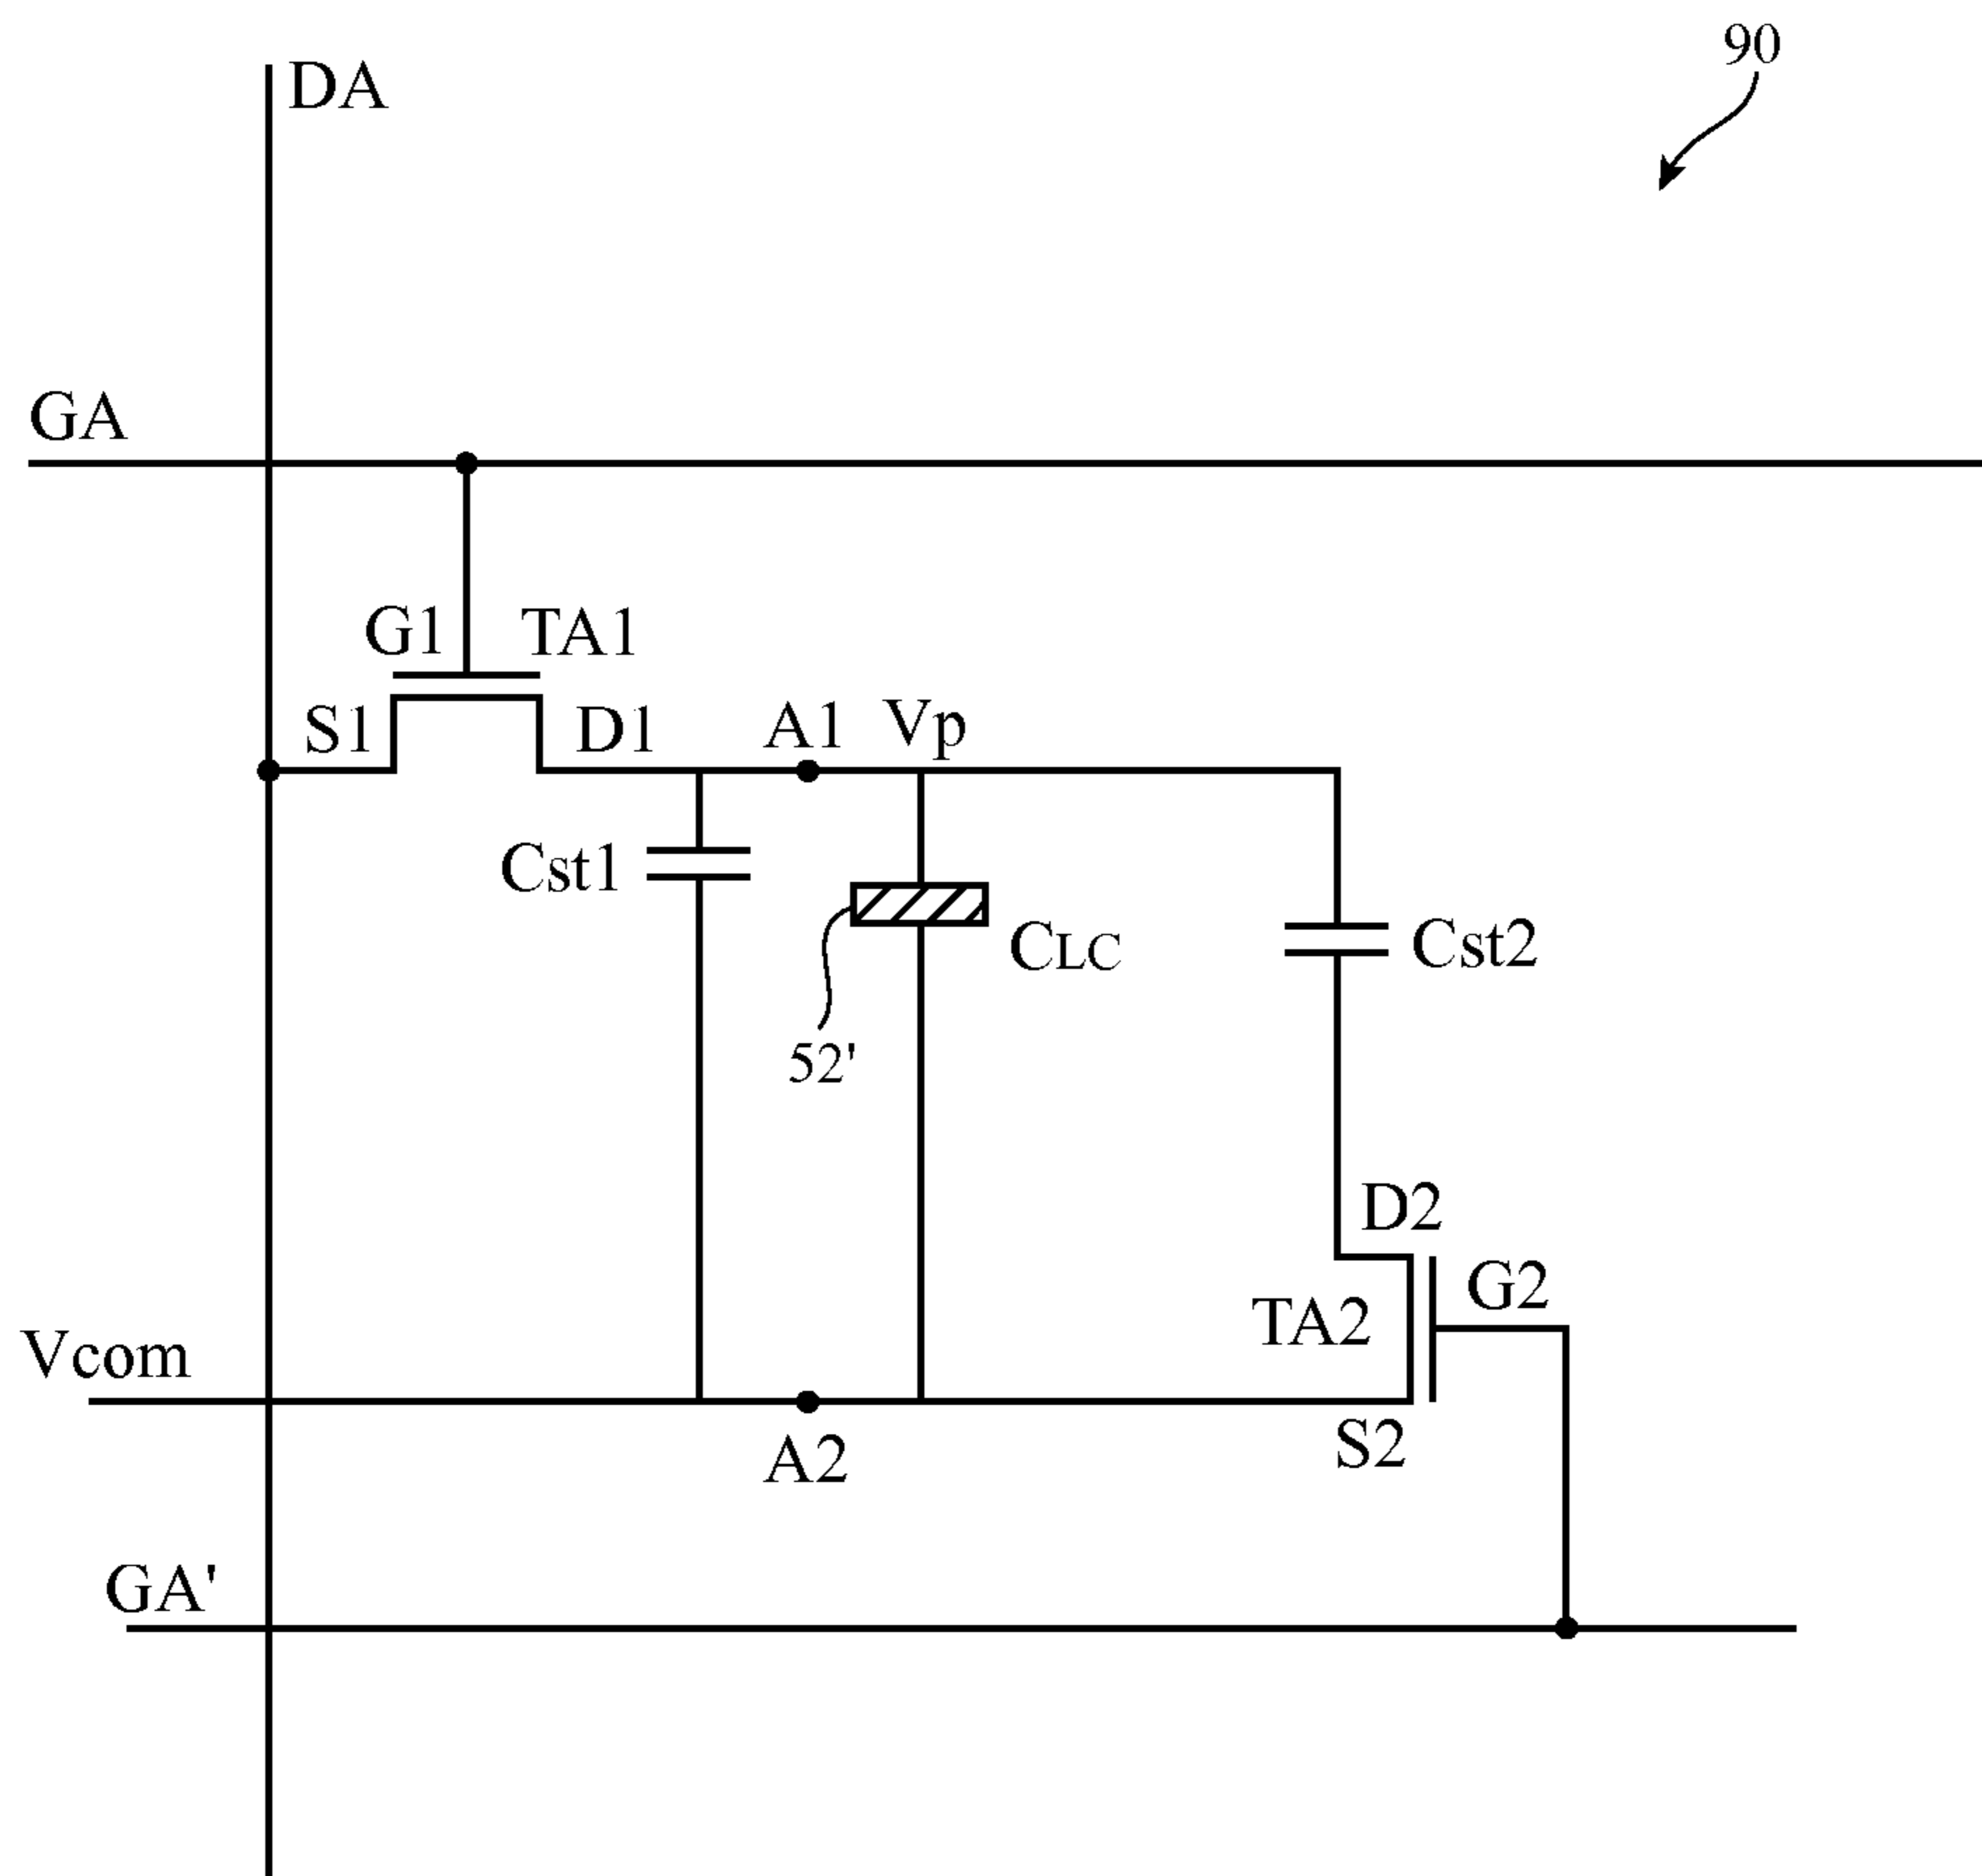 90
DA
GA
G1 TA1
S1 D1 A1 Vp
Cst1
CLC Cst2
52'
D2
G2
TA2
Vcom
S2
A2
GA'